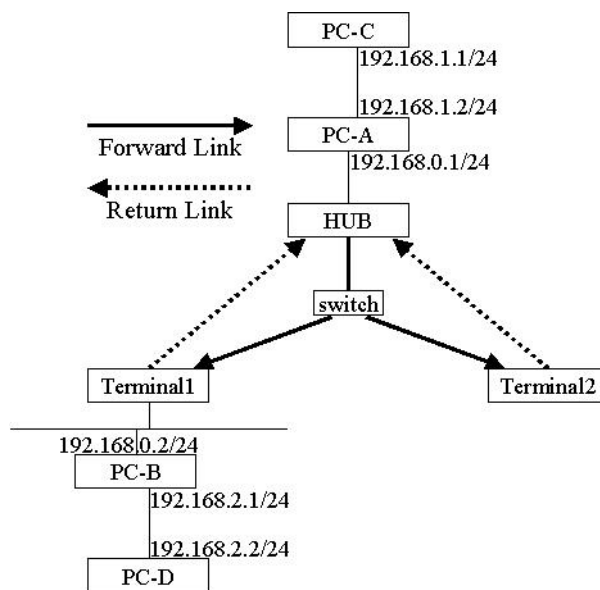 PC-C
192.168.1.1/24
192.168.1.2/24
PC-A
Forward Link
192.168.0.1/24
Return Link
HUB
switch
Terminal1
Terminal2
192.168.0.2/24
PC-B
192.168.2.1/24
192.168.2.2/24
PC-D